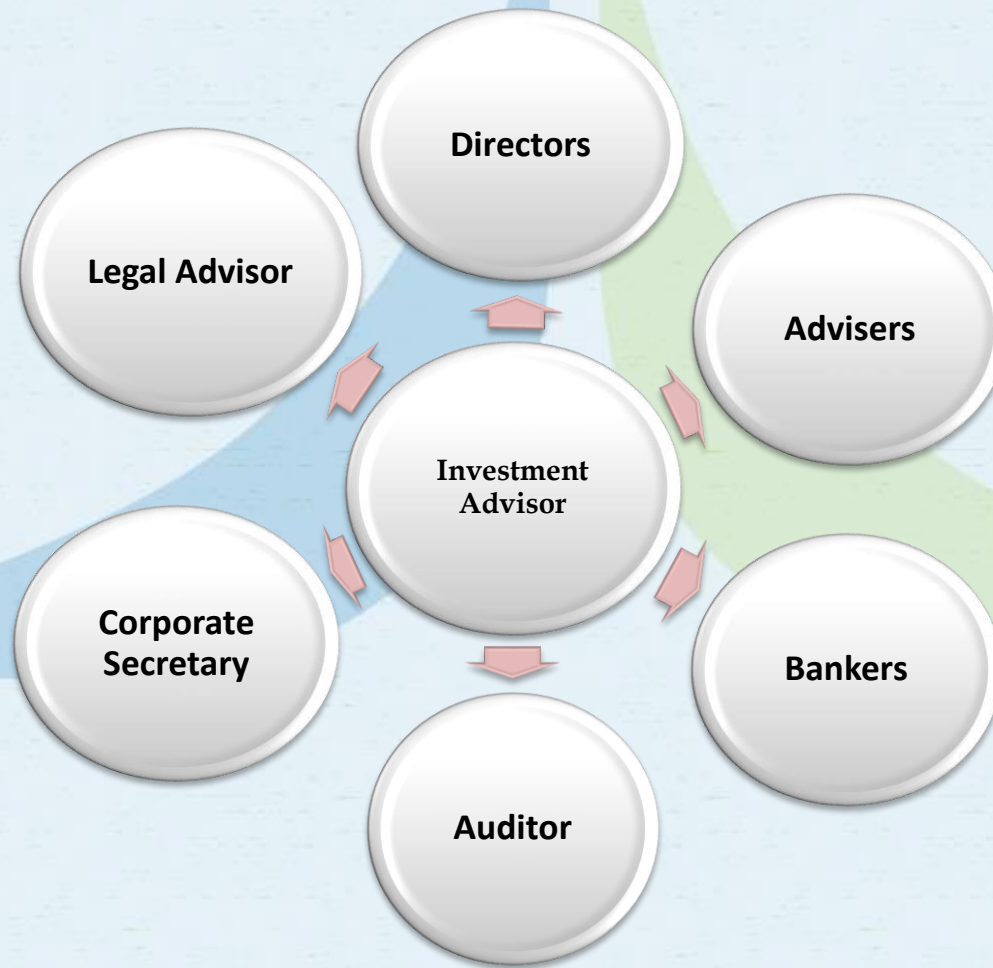 Directors
Legal Advisor
Advisers
Investment
Advisor
Corporate
Secretary
Bankers
Auditor